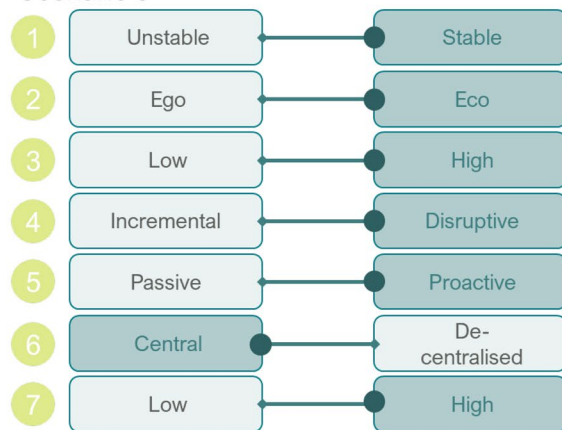 1 Unstable Stable
2 Ego Eco
3 Low High
4 Incremental Disruptive
5 Passive Proactive
6 Central De-
centralised
7 Low High